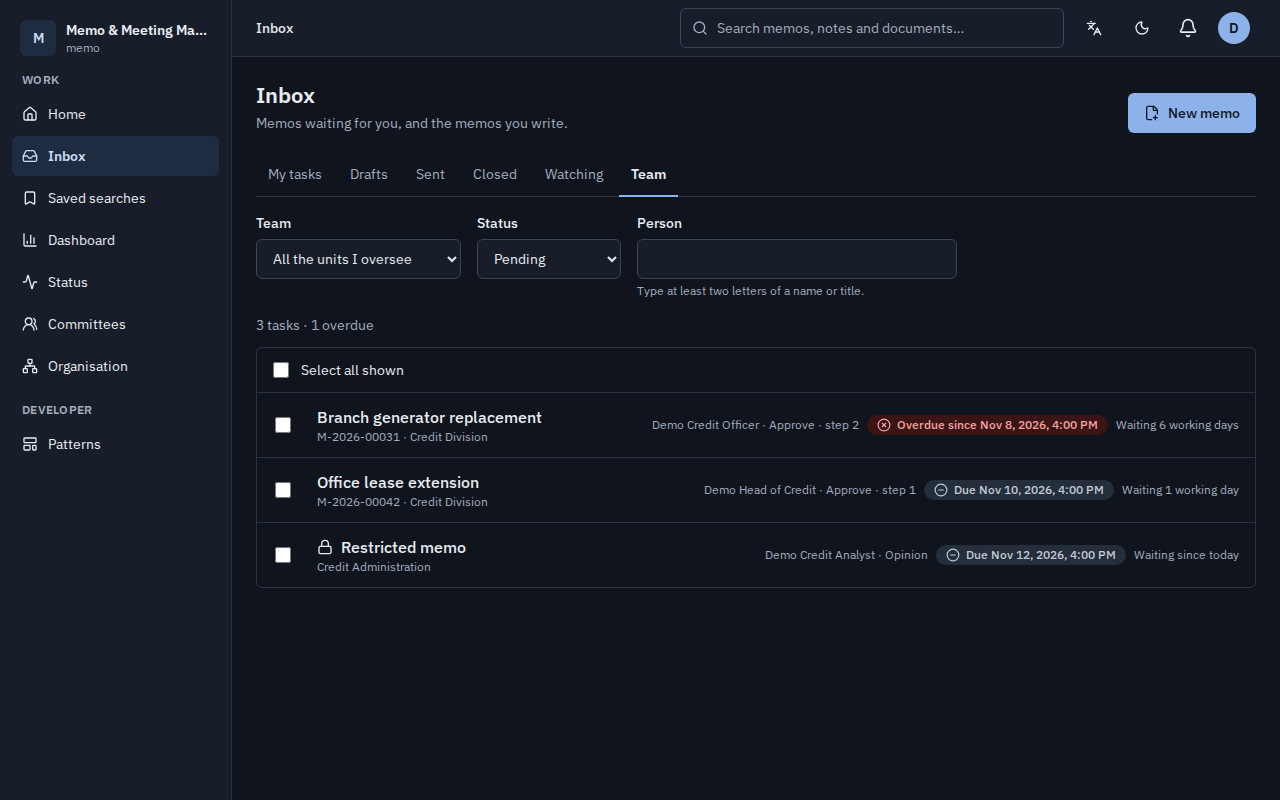 M
Memo & Meeting Ma...
memo
WORK
Home
Inbox
Saved searches
Dashboard
Status
Committees
Organisation
DEVELOPER
Patterns
Inbox
Search memos, notes and documents...
D
Inbox
Memos waiting for you, and the memos you write.
New memo
My tasks Drafts Sent Closed Watching Team
Team Status Person
All the units I oversee Pending
Type at least two letters of a name or title.
3 tasks · 1 overdue
Select all shown
Branch generator replacement
M-2026-00031 · Credit Division
Demo Credit Officer · Approve · step 2 Overdue since Nov 8, 2026, 4:00 PM Waiting 6 working days
Office lease extension
M-2026-00042 · Credit Division
Demo Head of Credit · Approve · step 1 Due Nov 10, 2026, 4:00 PM Waiting 1 working day
Restricted memo
Credit Administration
Demo Credit Analyst · Opinion Due Nov 12, 2026, 4:00 PM Waiting since today